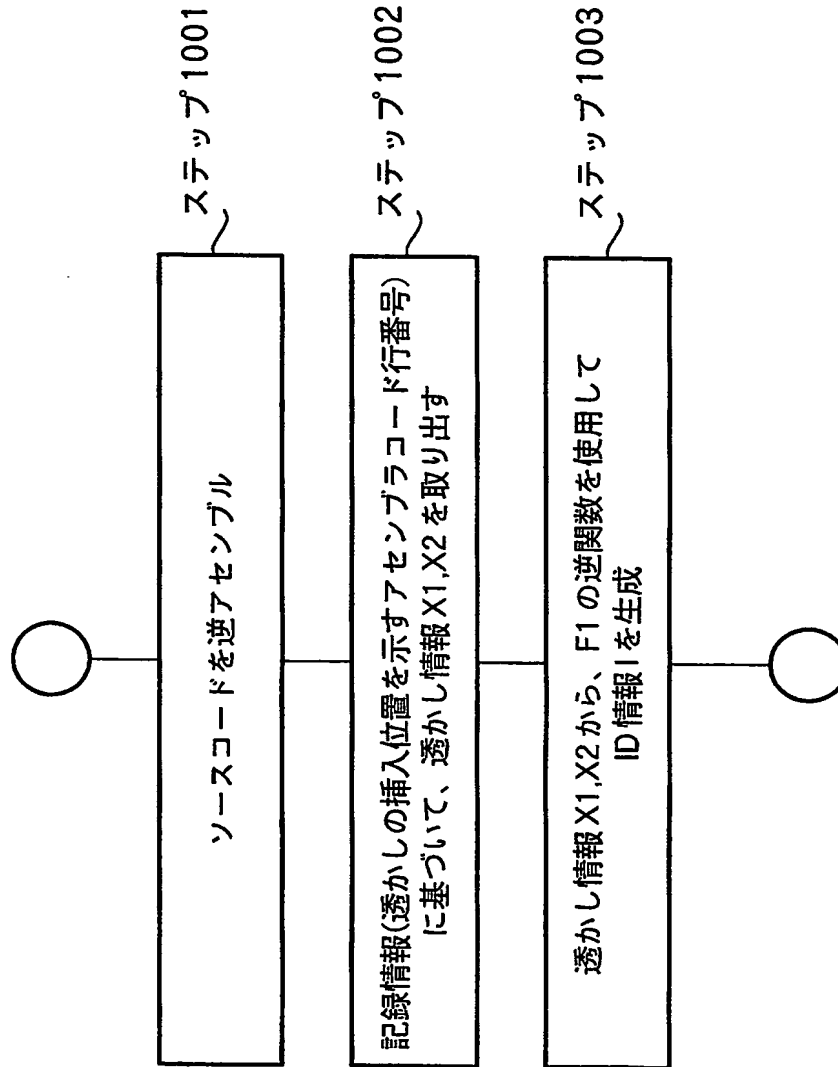 ソースコードを逆アセンブル
ステップ1001
記録情報(透かしの挿入位置を示すアセンブラコード行番号)
に基づいて、透かし情報X1,X2を取り出す
ステップ1002
透かし情報X1,X2から、F1の逆関数を使用して
ID情報Iを生成
ステップ1003